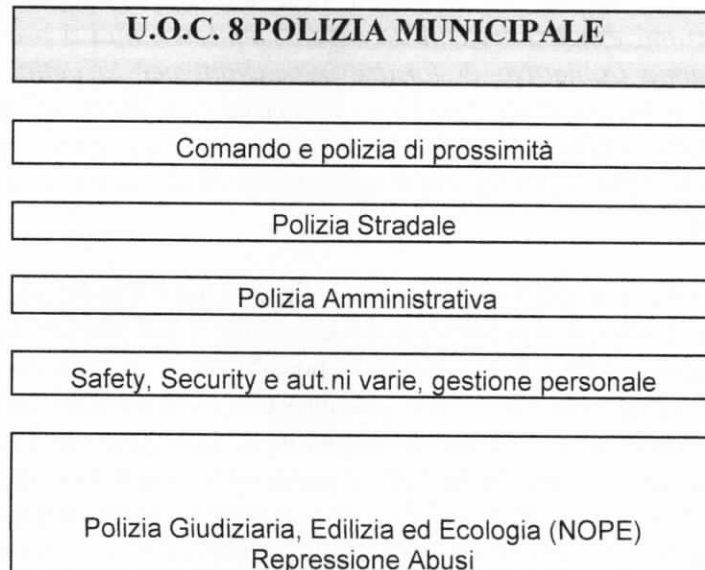 U.O.C. 8 POLIZIA MUNICIPALE
Comando e polizia di prossimità
Polizia Stradale
Polizia Amministrativa
Safety, Security e aut.ni varie, gestione personale
Polizia Giudiziaria, Edilizia ed Ecologia (NOPE)
Repressione Abusi